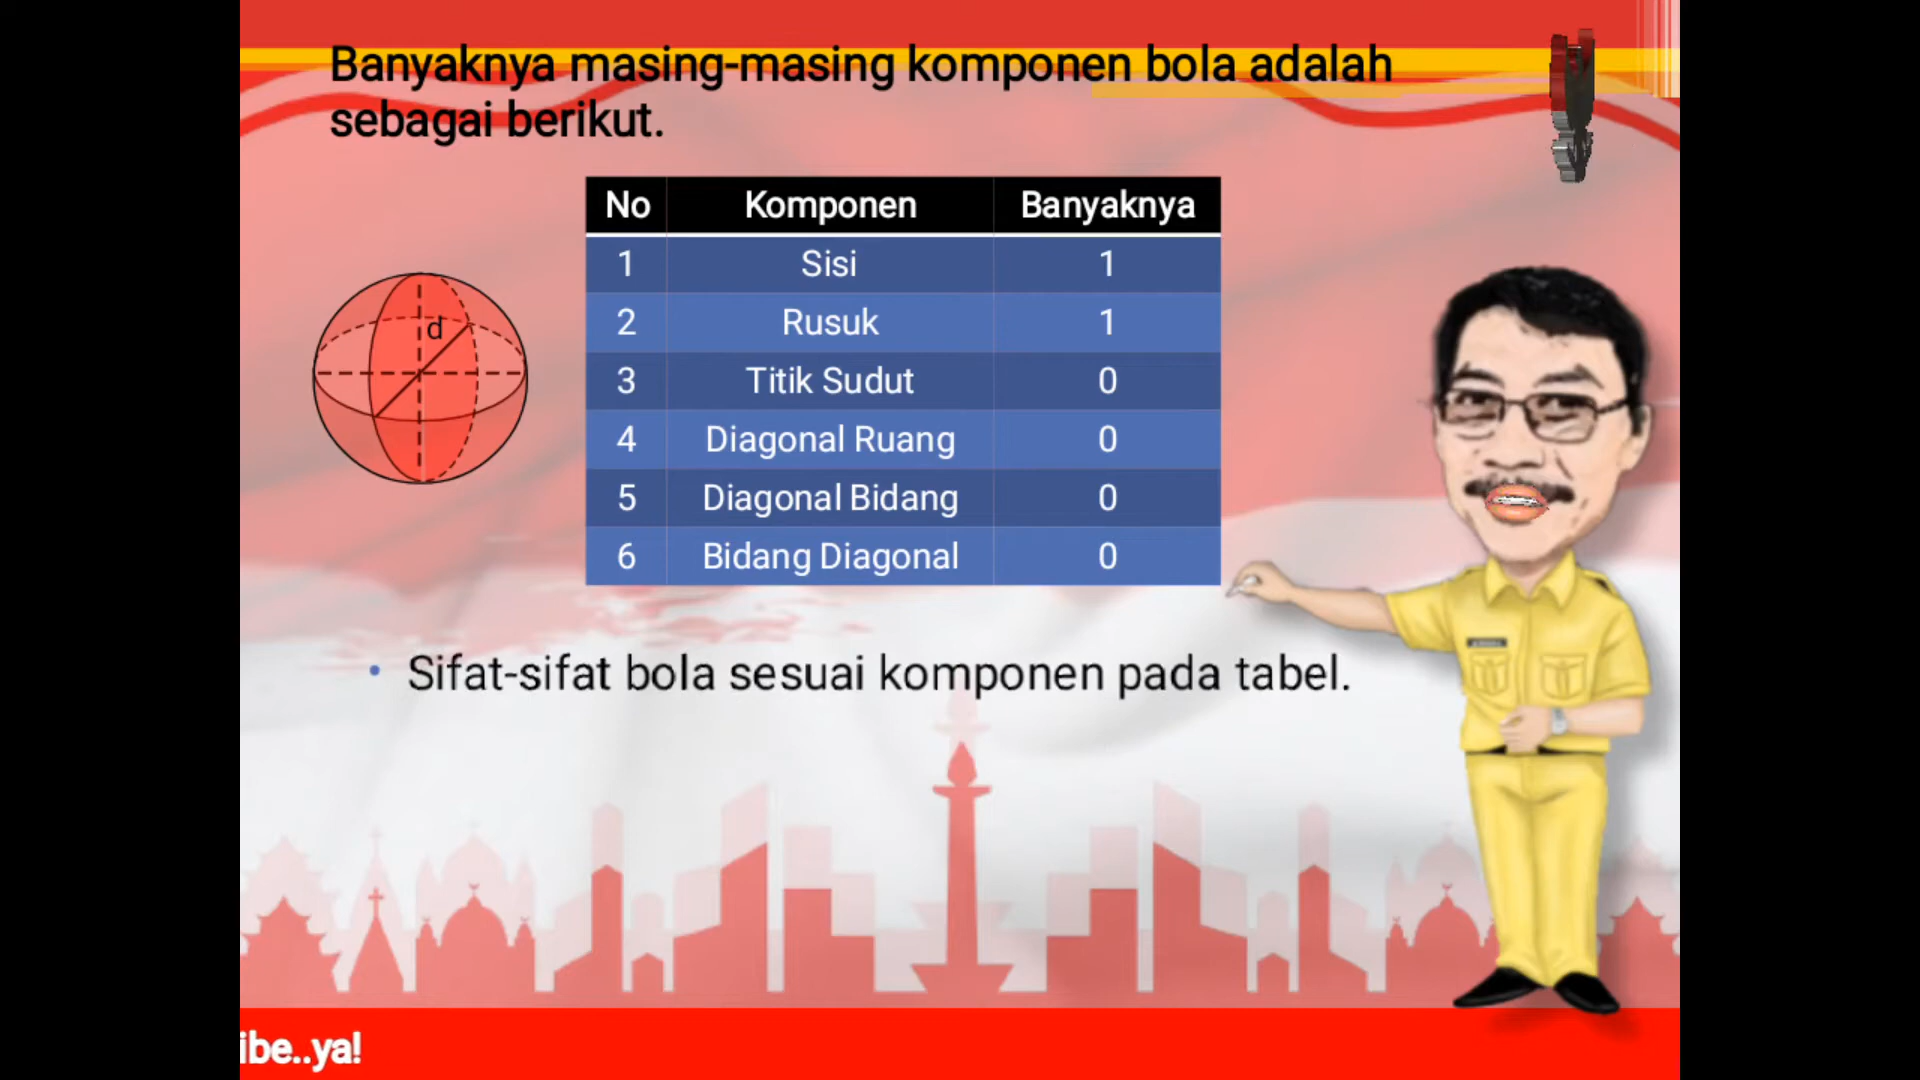 Banyaknya masing-masing komponen bola adalah
sebagai berikut.
No Komponen Banyaknya
1 Sisi 1
2 Rusuk 1
3 Titik Sudut 0
4 Diagonal Ruang 0
5 Diagonal Bidang 0
6 Bidang Diagonal 0
d
• Sifat-sifat bola sesuai komponen pada tabel.
ibe..ya!